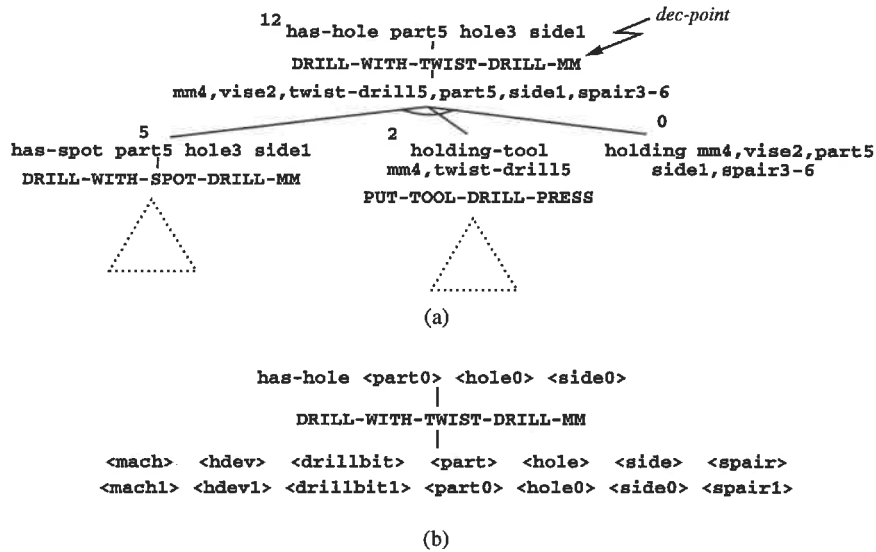 12 has-hole part5 hole3 side1
dec-point
DRILL-WITH-TWIST-DRILL-MM
mm4,vise2,twist-drill5,part5,side1,spair3-6
5
has-spot part5 hole3 side1
DRILL-WITH-SPOT-DRILL-MM
2
holding-tool
mm4,twist-drill5
PUT-TOOL-DRILL-PRESS
0
holding mm4,vise2,part5
side1,spair3-6
(a)
has-hole <part0> <hole0> <side0>
DRILL-WITH-TWIST-DRILL-MM
<mach> <hdev> <drillbit> <part> <hole> <side> <spair>
<mach1> <hdev1> <drillbit1> <part0> <hole0> <side0> <spair1>
(b)